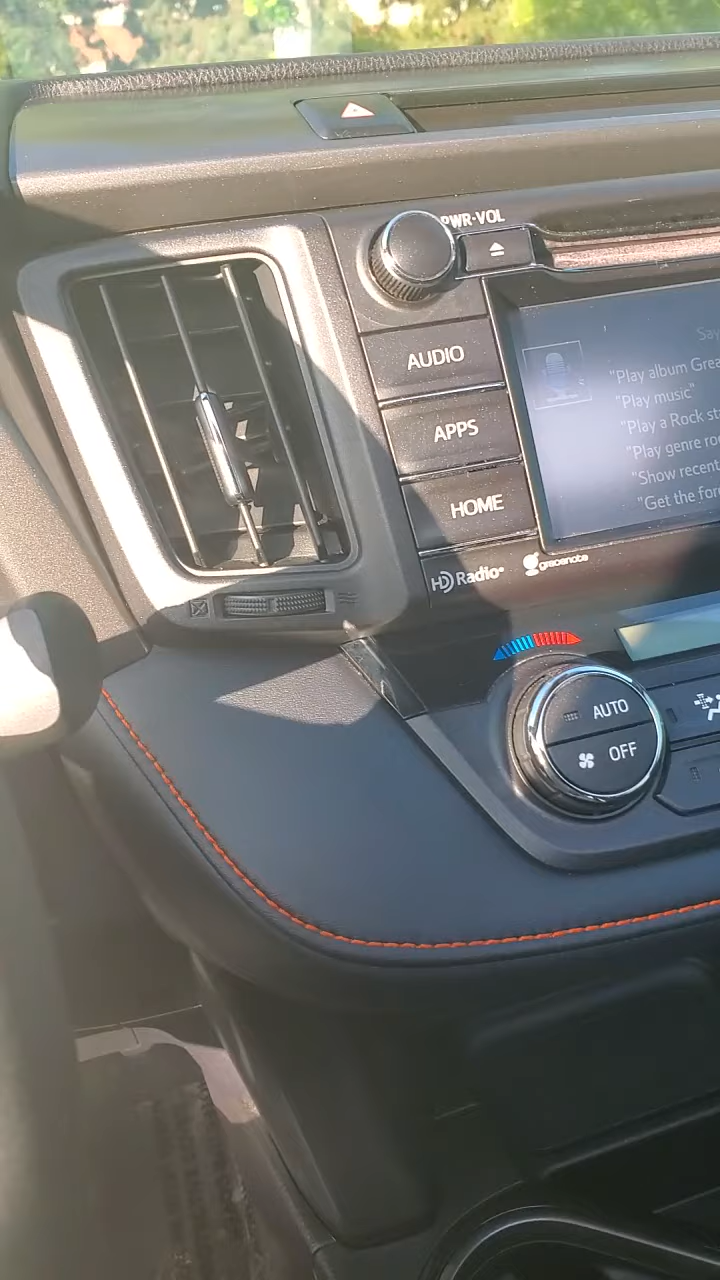 PWR·VOL
AUDIO
APPS
HOME
HD Radio
gracenote
Say
"Play album Grea
"Play music"
"Play a Rock st
"Play genre ro
"Show recent
"Get the for
AUTO
OFF